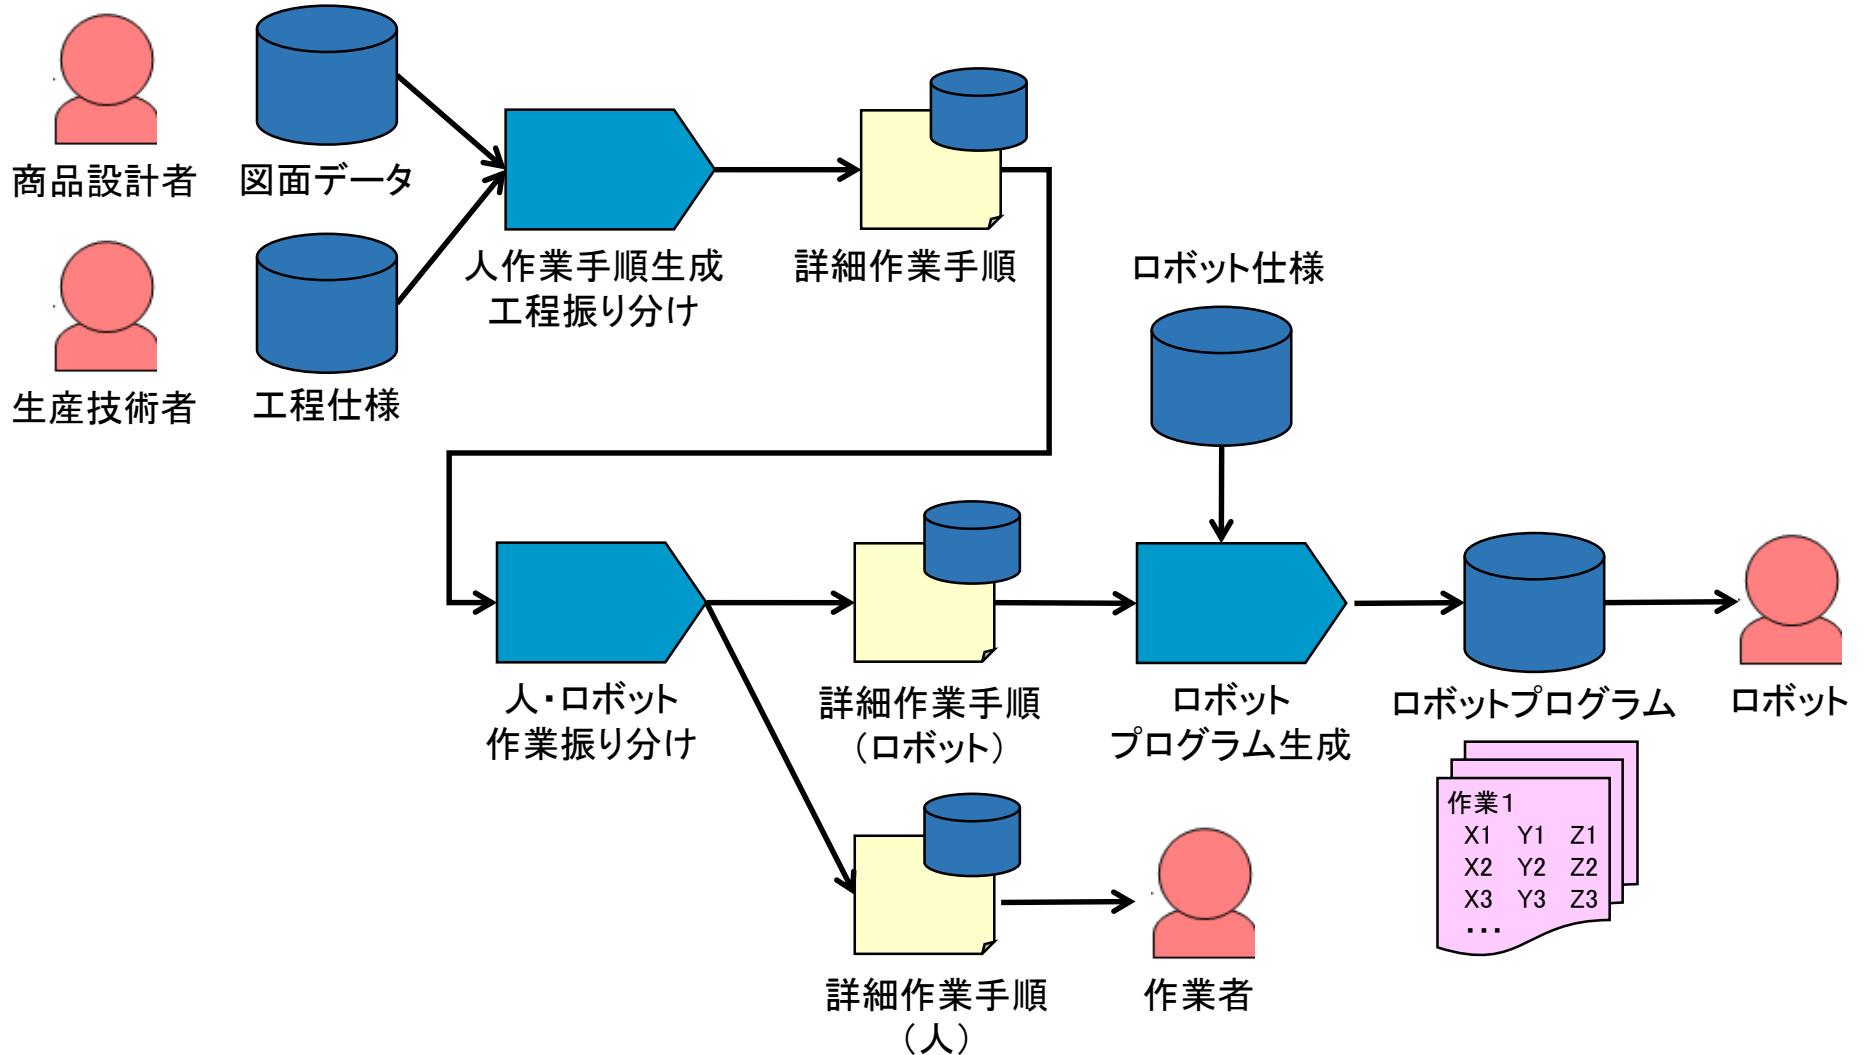 商品設計者
図面データ
人作業手順生成
工程振り分け
詳細作業手順
ロボット仕様
生産技術者
工程仕様
人・ロボット
作業振り分け
詳細作業手順
（ロボット）
ロボット
プログラム生成
ロボットプログラム
ロボット
作業１
X1 Y1 Z1
X2 Y2 Z2
X3 Y3 Z3
・・・
詳細作業手順
（人）
作業者